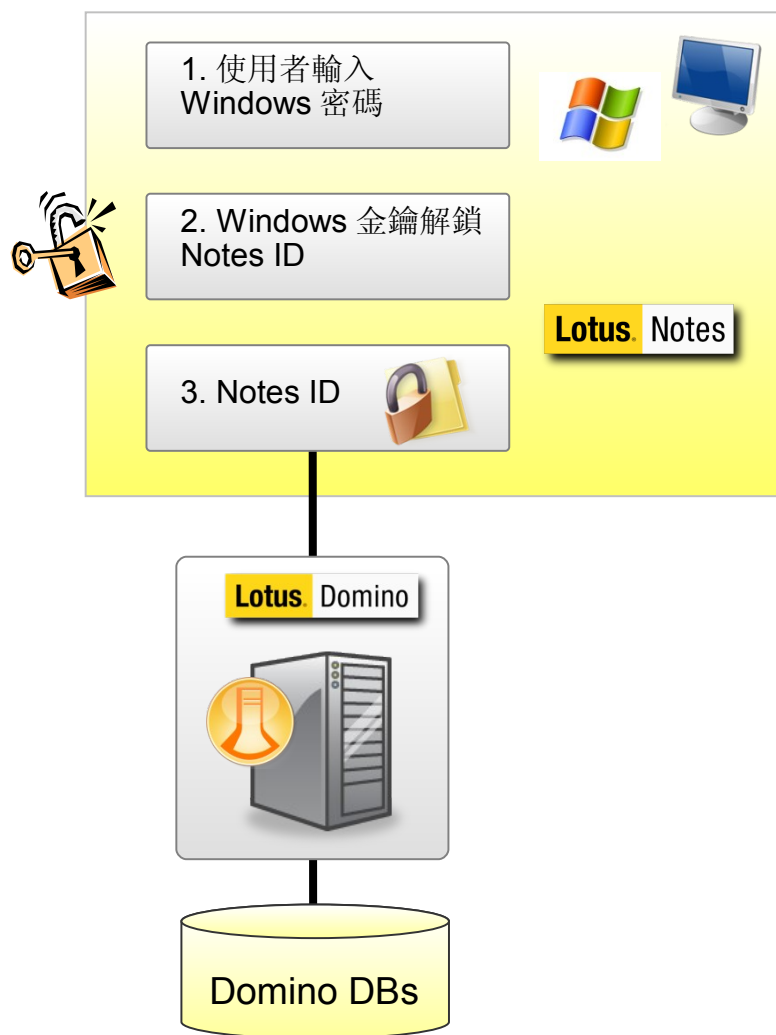 1. 使用者輸入
Windows 密碼
2. Windows 金鑰解鎖
Notes ID
Lotus. Notes
3. Notes ID
Lotus. Domino
Domino DBs